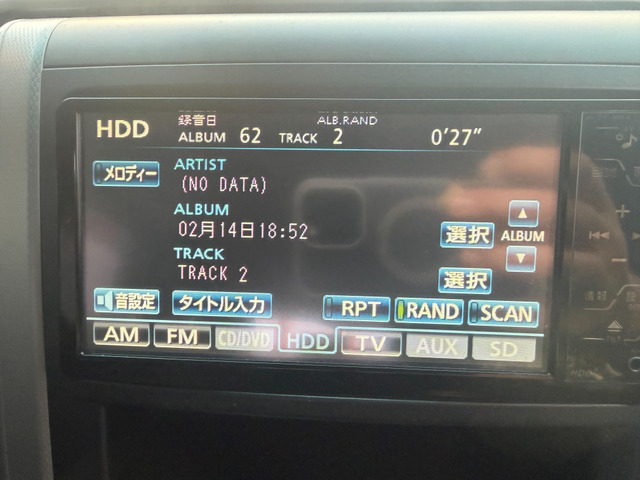 録音日 ALB.RAND
HDD ALBUM 62 TRACK 2 0'27"
メロディー
ARTIST
(NO DATA)
ALBUM
02月14日18:52
選択 ALBUM
TRACK
TRACK 2
選択
音設定 タイトル入力 RPT RAND SCAN
AM FM CD/DVD HDD TV AUX SD